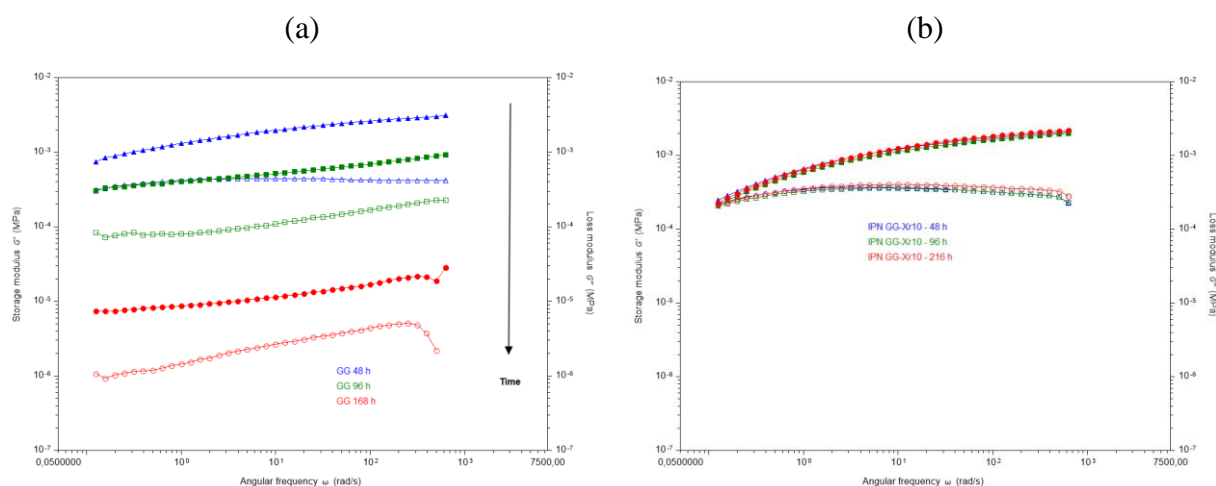 (a)
(b)
10⁻²
10⁻³
10⁻⁴
10⁻⁵
10⁻⁶
10⁻⁷
Storage modulus G' (MPa)
10⁻²
10⁻³
10⁻⁴
10⁻⁵
10⁻⁶
10⁻⁷
Loss modulus G'' (MPa)
GG 48 h
GG 96 h
GG 168 h
Time
0,0500000 10⁰ 10¹ 10² 10³ 7500,00
Angular frequency ω (rad/s)
10⁻²
10⁻³
10⁻⁴
10⁻⁵
10⁻⁶
10⁻⁷
Storage modulus G' (MPa)
10⁻²
10⁻³
10⁻⁴
10⁻⁵
10⁻⁶
10⁻⁷
Loss modulus G'' (MPa)
IPN GG-Xr10 - 48 h
IPN GG-Xr10 - 96 h
IPN GG-Xr10 - 216 h
0,0500000 10⁰ 10¹ 10² 10³ 7500,00
Angular frequency ω (rad/s)